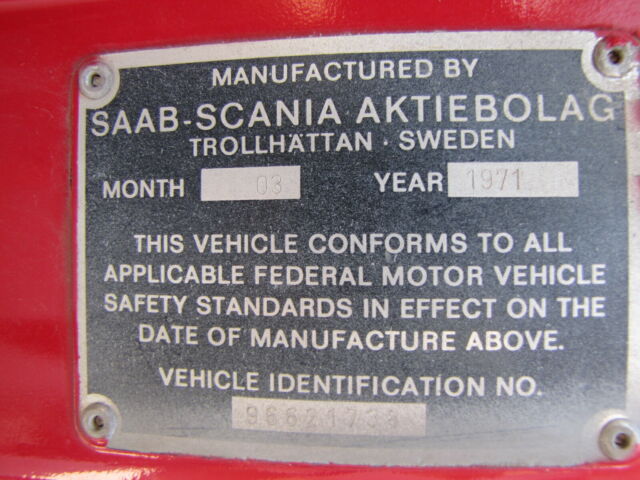 MANUFACTURED BY
SAAB-SCANIA AKTIEBOLAG
TROLLHÄTTAN · SWEDEN
MONTH 03 YEAR 1971
THIS VEHICLE CONFORMS TO ALL
APPLICABLE FEDERAL MOTOR VEHICLE
SAFETY STANDARDS IN EFFECT ON THE
DATE OF MANUFACTURE ABOVE.
VEHICLE IDENTIFICATION NO.